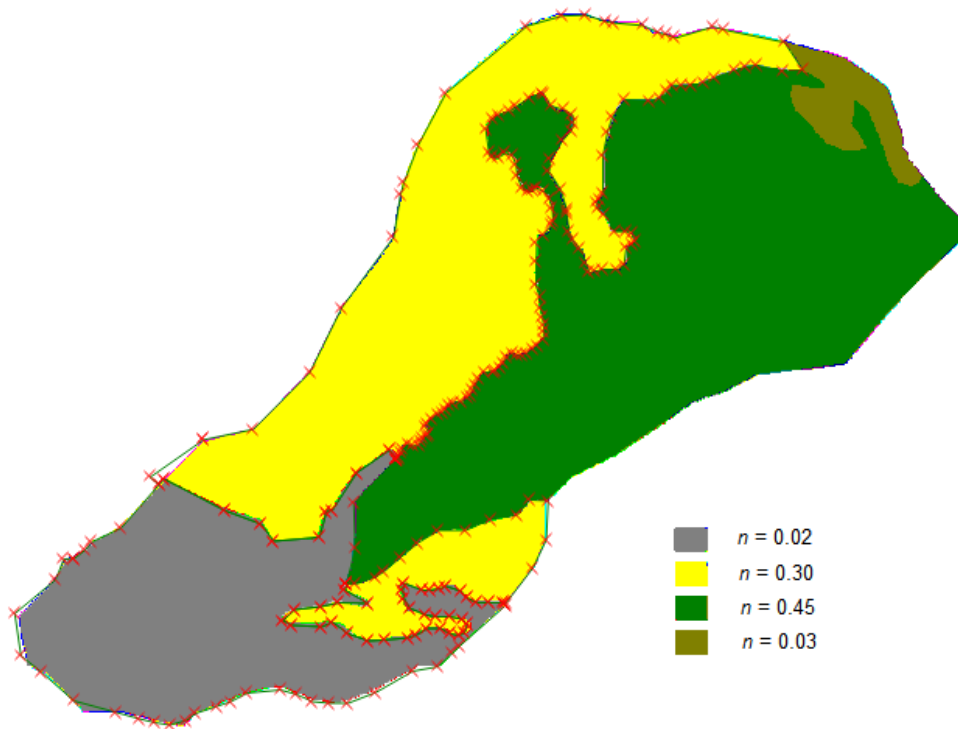 n = 0.02
n = 0.30
n = 0.45
n = 0.03